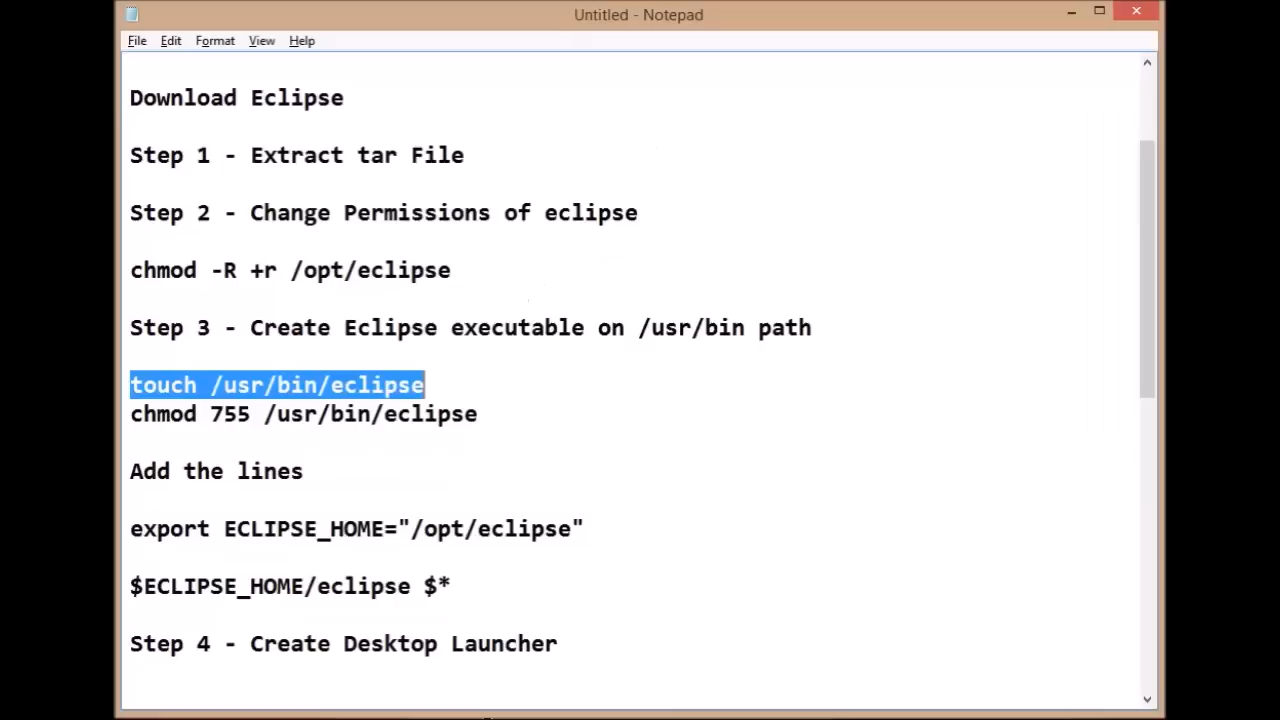 Untitled - Notepad
File Edit Format View Help
Download Eclipse
Step 1 - Extract tar File
Step 2 - Change Permissions of eclipse
chmod -R +r /opt/eclipse
Step 3 - Create Eclipse executable on /usr/bin path
touch /usr/bin/eclipse
chmod 755 /usr/bin/eclipse
Add the lines
export ECLIPSE_HOME="/opt/eclipse"
$ECLIPSE_HOME/eclipse $*
Step 4 - Create Desktop Launcher